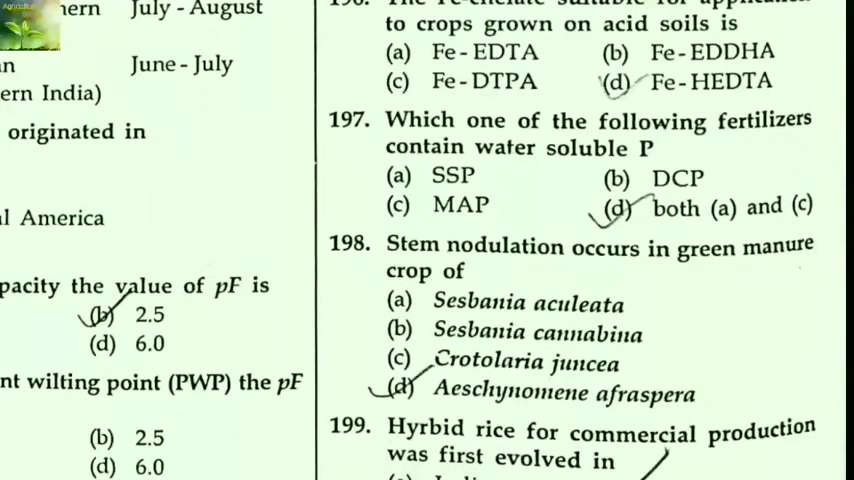 hern July - August
n June - July
ern India)
originated in
l America
pacity the value of pF is
(b) 2.5
(d) 6.0
nt wilting point (PWP) the pF
(b) 2.5
(d) 6.0
to crops grown on acid soils is
(a) Fe - EDTA (b) Fe - EDDHA
(c) Fe - DTPA (d) Fe - HEDTA
197. Which one of the following fertilizers
contain water soluble P
(a) SSP (b) DCP
(c) MAP (d) both (a) and (c)
198. Stem nodulation occurs in green manure
crop of
(a) Sesbania aculeata
(b) Sesbania cannabina
(c) Crotolaria juncea
(d) Aeschynomene afraspera
199. Hyrbid rice for commercial production
was first evolved in